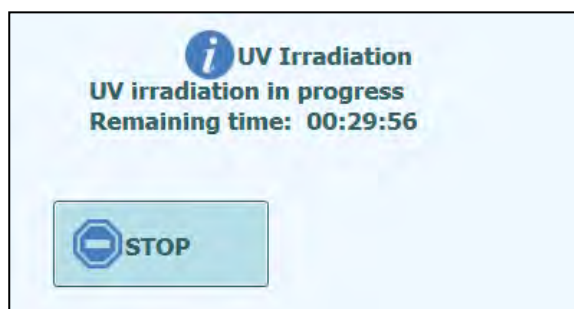 UV Irradiation
UV irradiation in progress
Remaining time: 00:29:56
STOP